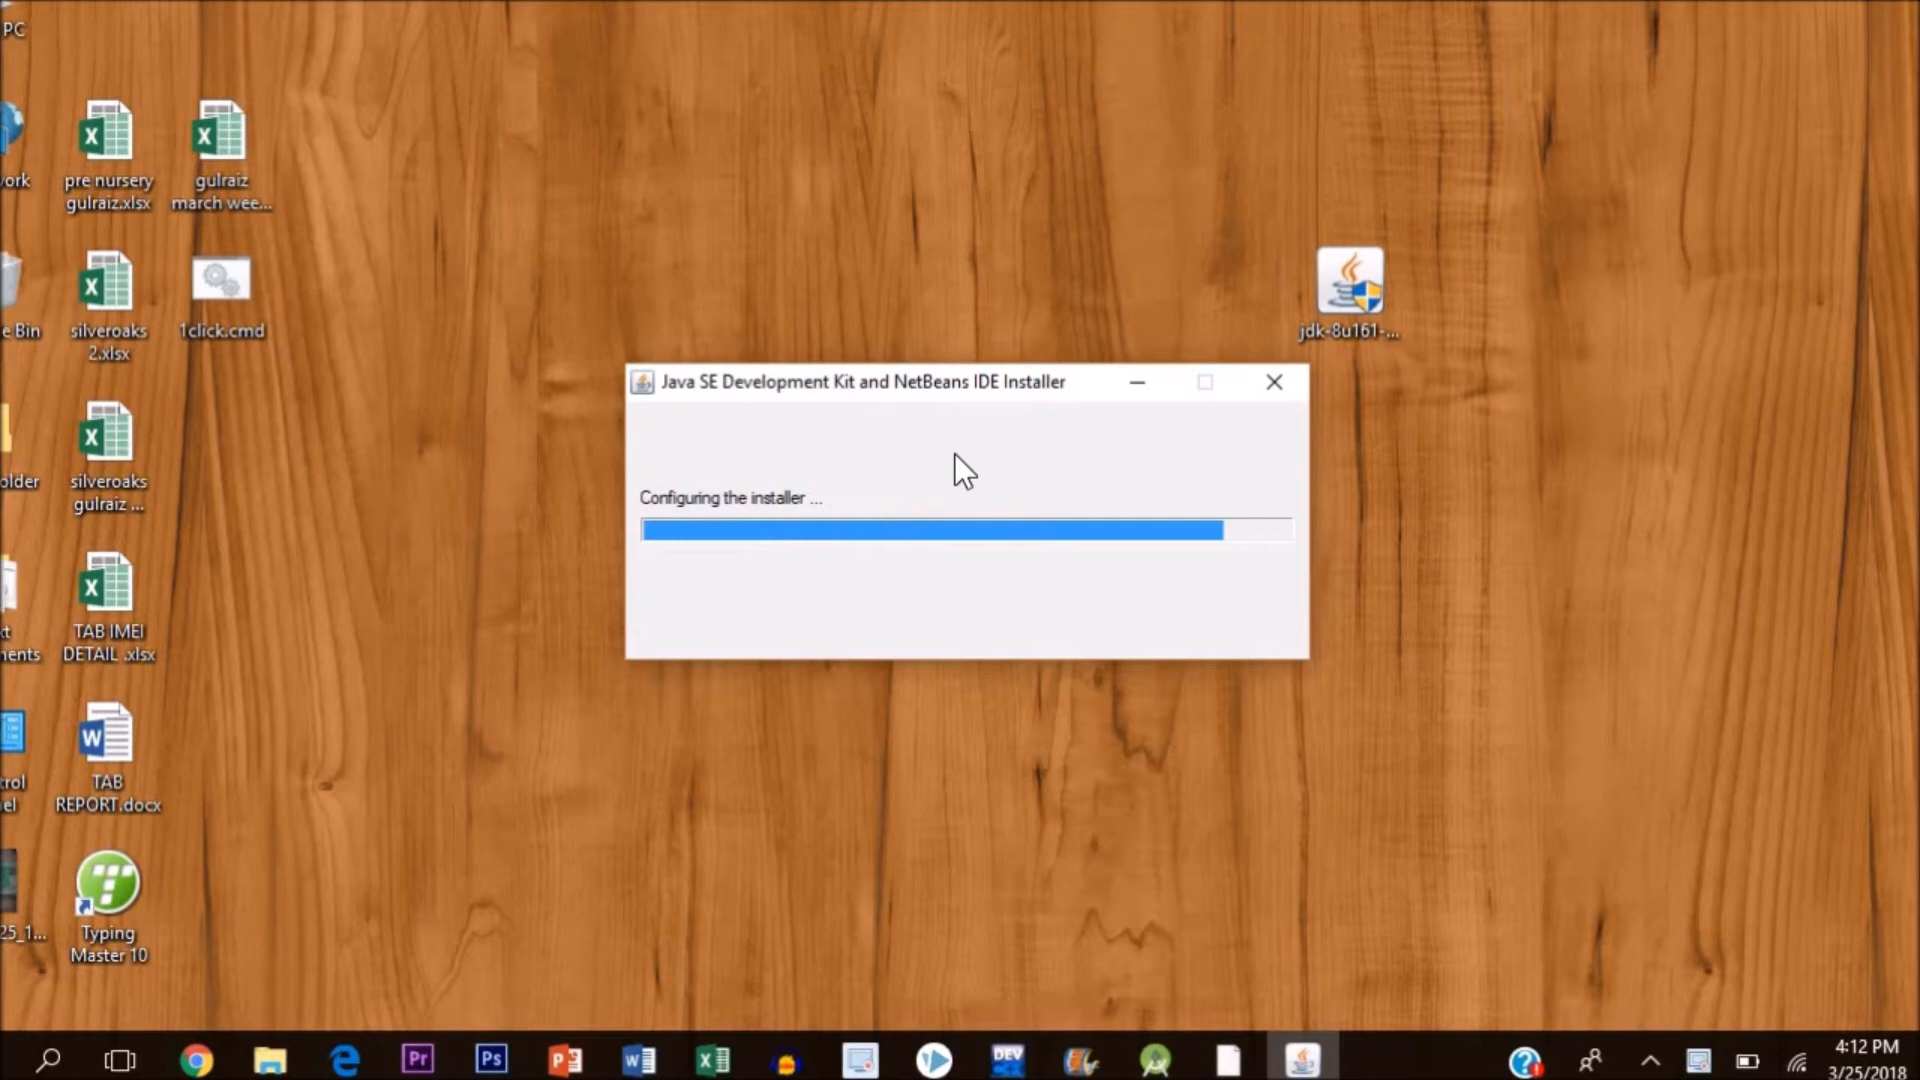 PC
pre nursery
gulraiz.xlsx
gulraiz
march wee...
ork
silveroaks
2.xlsx
1click.cmd
e Bin
jdk-8u161-...
Java SE Development Kit and NetBeans IDE Installer
Configuring the installer ...
silveroaks
gulraiz ...
older
TAB IMEI
DETAIL .xlsx
ents
TAB
REPORT.docx
trol
el
Typing
Master 10
25_1...
Pr
Ps
DEV
4:12 PM
3/25/2018